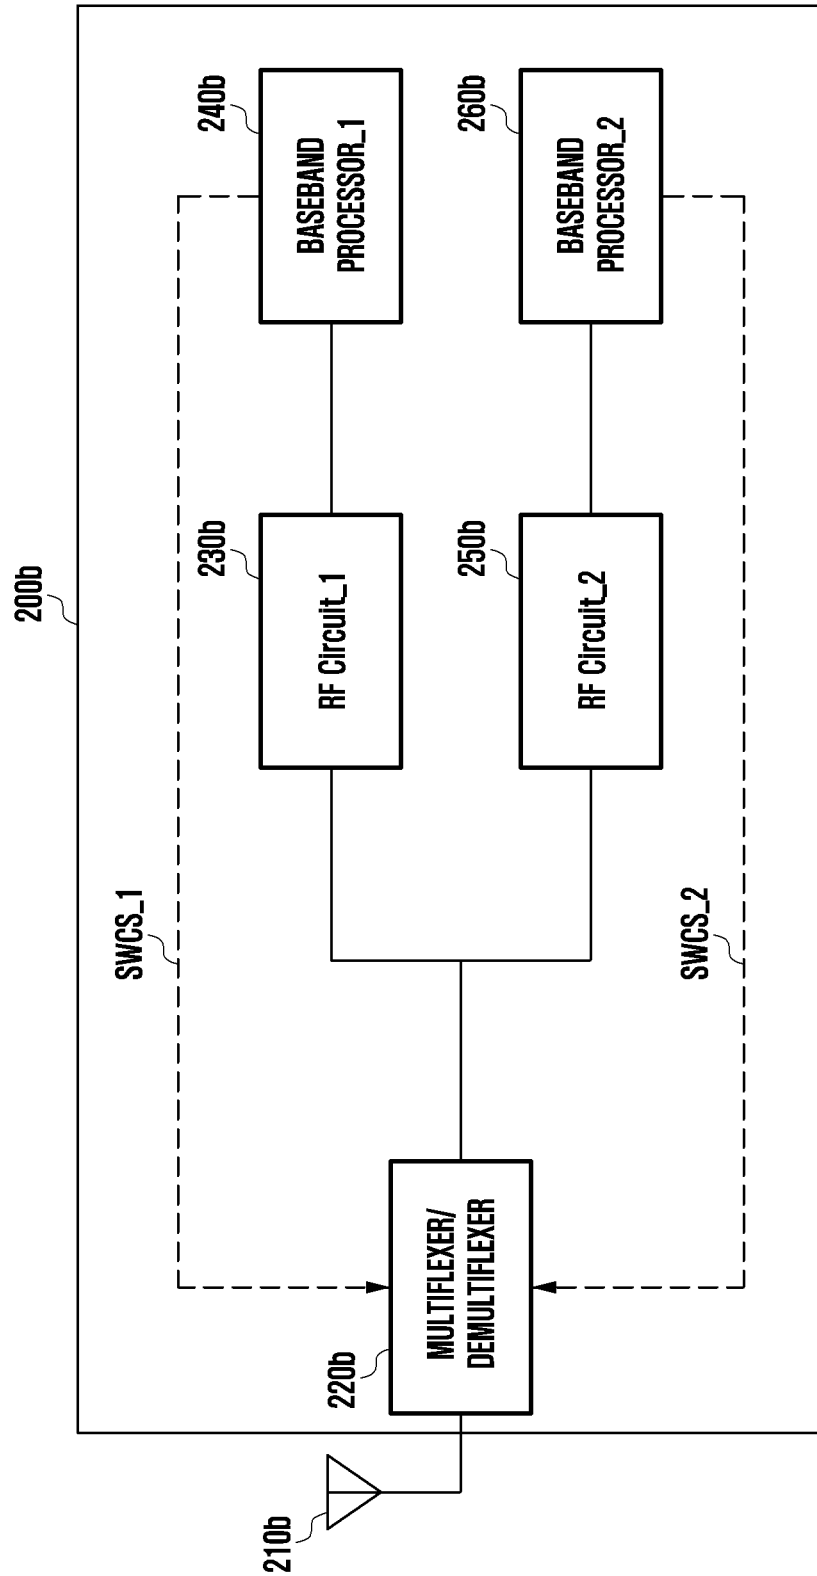 200b
SWCS_1
230b
240b
RF Circuit_1
BASEBAND
PROCESSOR_1
210b
220b
MULTIFLEXER/
DEMULTIFLEXER
250b
260b
RF Circuit_2
BASEBAND
PROCESSOR_2
SWCS_2